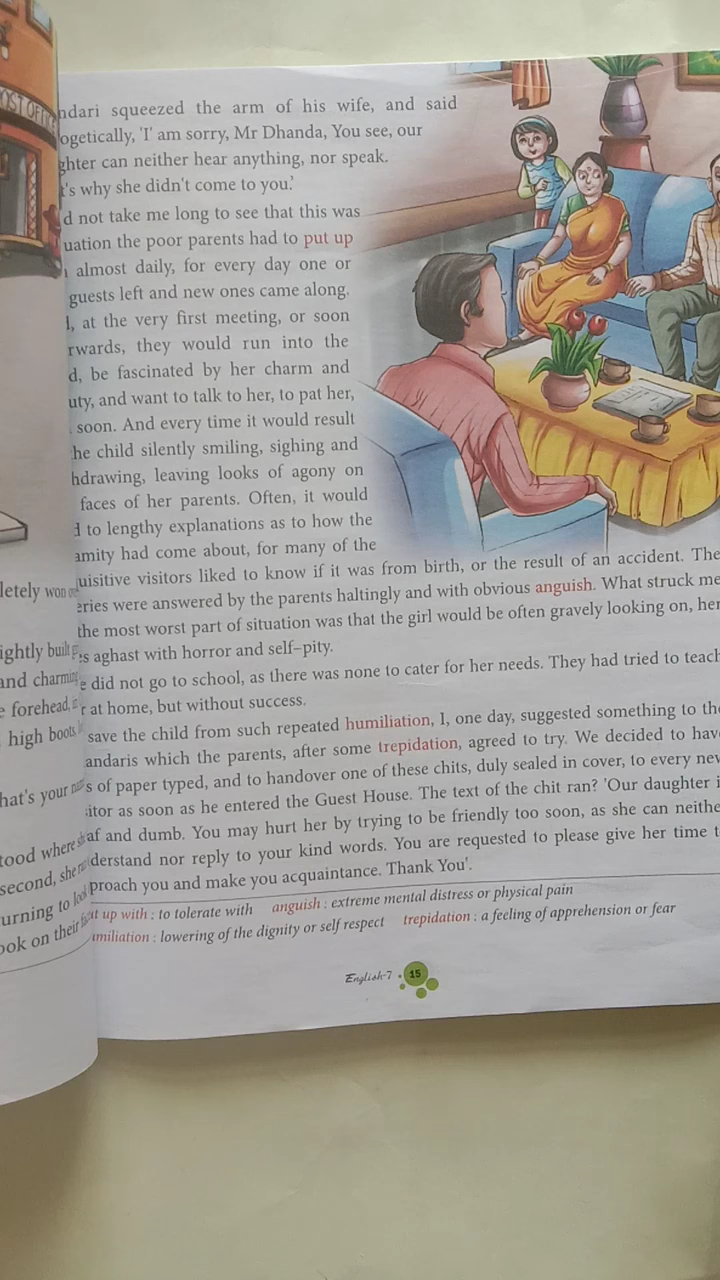 OST OFFIC
letely won
ightly built
and charming
e forehead,
high boots.
hat's your
tood where
second, she
urning to look
ook on their
ndari squeezed the arm of his wife, and said
ogetically, 'I' am sorry, Mr Dhanda, You see, our
ghter can neither hear anything, nor speak.
t's why she didn't come to you.'
d not take me long to see that this was
uation the poor parents had to put up
almost daily, for every day one or
guests left and new ones came along.
l, at the very first meeting, or soon
rwards, they would run into the
d, be fascinated by her charm and
uty, and want to talk to her, to pat her,
soon. And every time it would result
he child silently smiling, sighing and
hdrawing, leaving looks of agony on
faces of her parents. Often, it would
d to lengthy explanations as to how the
amity had come about, for many of the
uisitive visitors liked to know if it was from birth, or the result of an accident. The
eries were answered by the parents haltingly and with obvious anguish. What struck me
the most worst part of situation was that the girl would be often gravely looking on, her
es aghast with horror and self-pity.
e did not go to school, as there was none to cater for her needs. They had tried to teach
r at home, but without success.
save the child from such repeated humiliation, I, one day, suggested something to the
andaris which the parents, after some trepidation, agreed to try. We decided to hav
s of paper typed, and to handover one of these chits, duly sealed in cover, to every new
itor as soon as he entered the Guest House. The text of the chit ran? 'Our daughter i
af and dumb. You may hurt her by trying to be friendly too soon, as she can neithe
derstand nor reply to your kind words. You are requested to please give her time t
proach you and make you acquaintance. Thank You'.
ut up with : to tolerate with anguish : extreme mental distress or physical pain
miliation : lowering of the dignity or self respect trepidation : a feeling of apprehension or fear
English-7 • 15